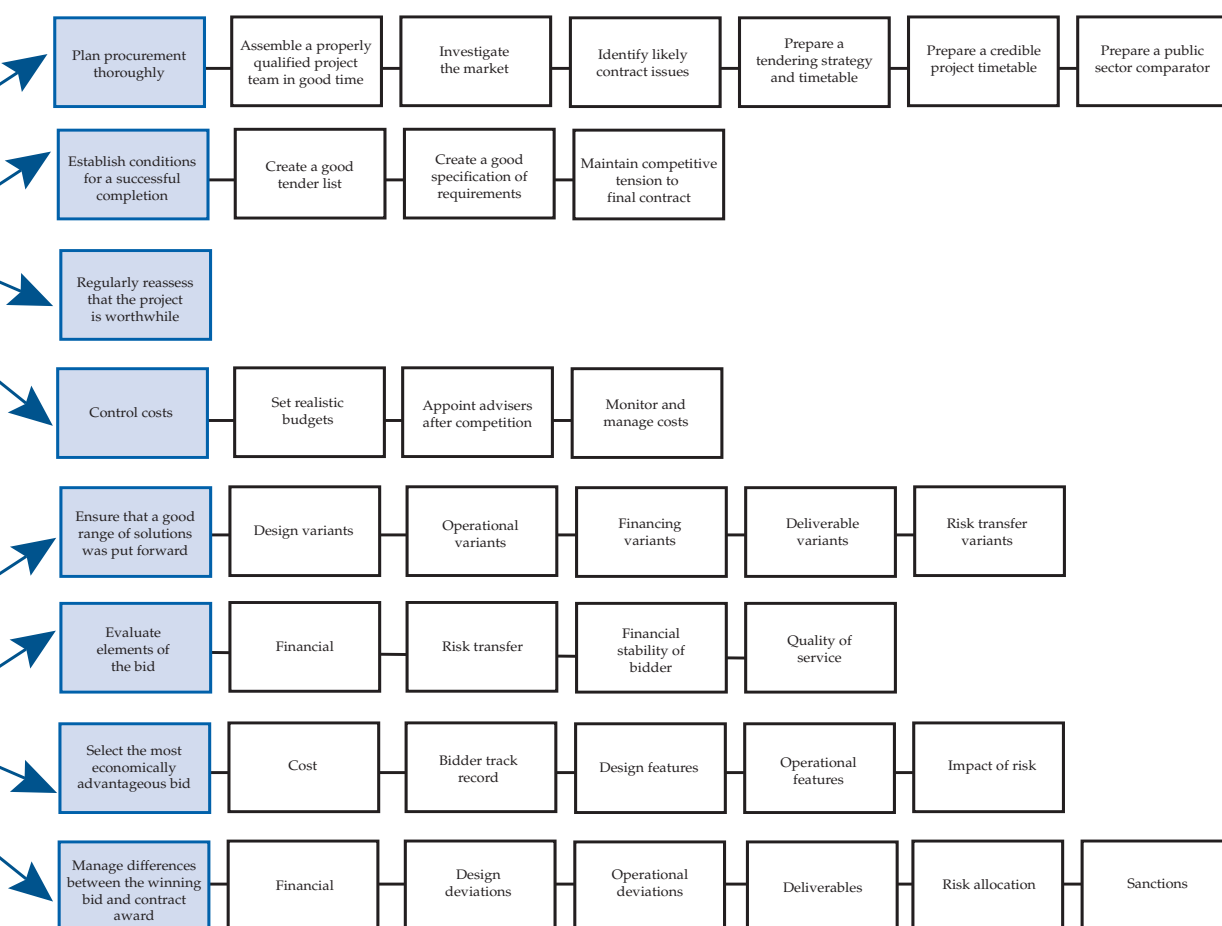 Plan procurement
thoroughly
Assemble a properly
qualified project
team in good time
Investigate
the market
Identify likely
contract issues
Prepare a
tendering strategy
and timetable
Prepare a credible
project timetable
Prepare a public
sector comparator
Establish conditions
for a successful
completion
Create a good
tender list
Create a good
specification of
requirements
Maintain competitive
tension to
final contract
Regularly reassess
that the project
is worthwhile
Control costs
Set realistic
budgets
Appoint advisers
after competition
Monitor and
manage costs
Ensure that a good
range of solutions
was put forward
Design variants
Operational
variants
Financing
variants
Deliverable
variants
Risk transfer
variants
Evaluate
elements of
the bid
Financial
Risk transfer
Financial
stability of
bidder
Quality of
service
Select the most
economically
advantageous bid
Cost
Bidder track
record
Design features
Operational
features
Impact of risk
Manage differences
between the winning
bid and contract
award
Financial
Design
deviations
Operational
deviations
Deliverables
Risk allocation
Sanctions